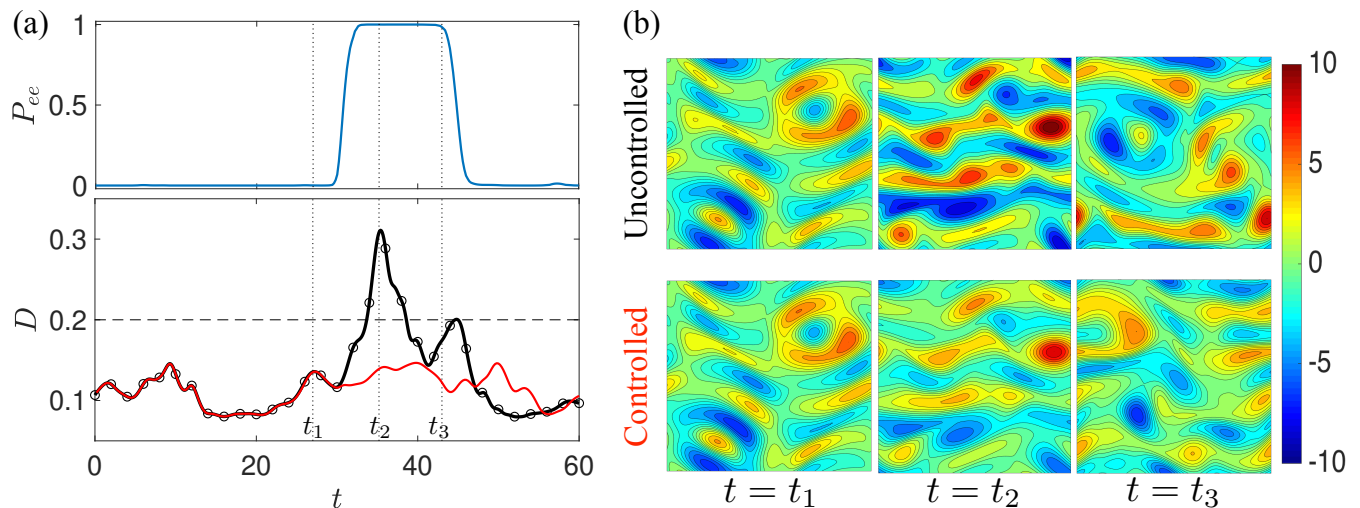 (a)
1
0.5
0
P_ee
0.3
0.2
0.1
D
t_1 t_2 t_3
0 20 40 60
t
(b)
Uncontrolled
Controlled
t = t_1 t = t_2 t = t_3
10
5
0
-5
-10